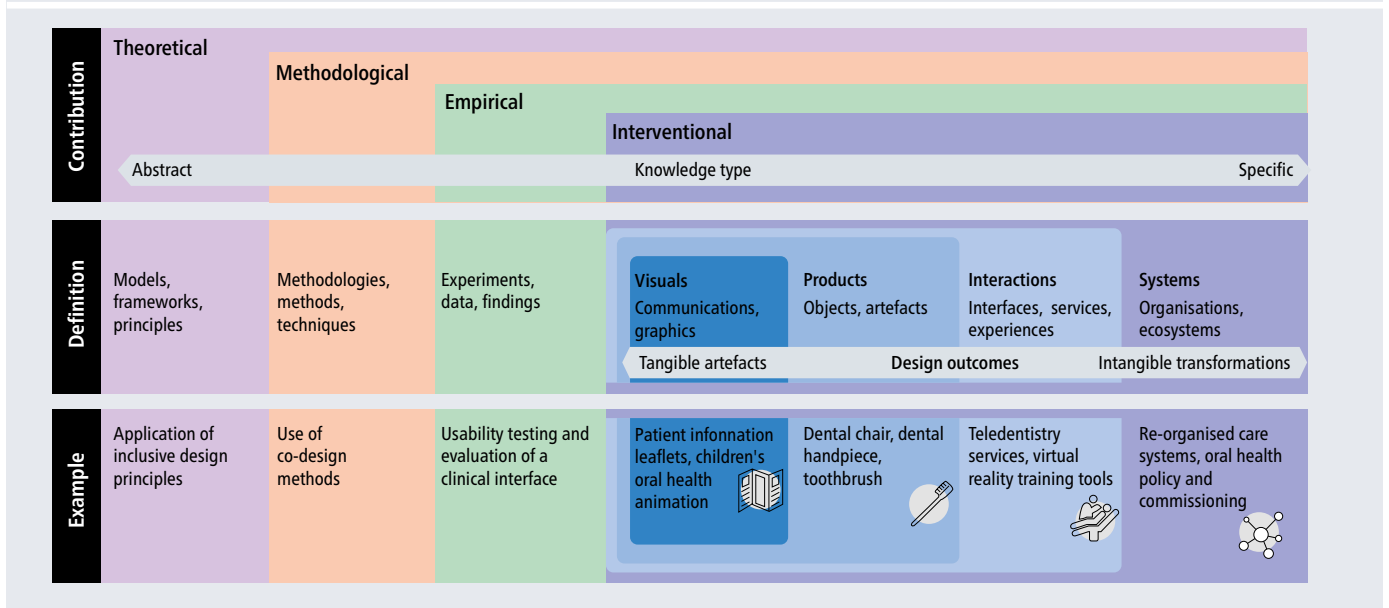 Contribution
Theoretical
Methodological
Empirical
Interventional
Abstract
Knowledge type
Specific
Definition
Models,
frameworks,
principles
Methodologies,
methods,
techniques
Experiments,
data, findings
Visuals
Communications,
graphics
Products
Objects, artefacts
Interactions
Interfaces, services,
experiences
Systems
Organisations,
ecosystems
Tangible artefacts
Design outcomes
Intangible transformations
Example
Application of
inclusive design
principles
Use of
co-design
methods
Usability testing and
evaluation of a
clinical interface
Patient infonnation
leaflets, children's
oral health
animation
Dental chair, dental
handpiece,
toothbrush
Teledentistry
services, virtual
reality training tools
Re-organised care
systems, oral health
policy and
commissioning